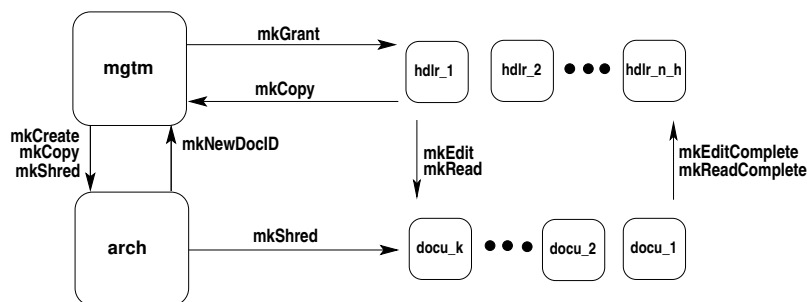 mkGrant
mgtm
hdlr_1
hdlr_2
hdlr_n_h
mkCopy
mkCreate
mkCopy
mkShred
mkNewDocID
mkEdit
mkRead
mkEditComplete
mkReadComplete
mkShred
arch
docu_k
docu_2
docu_1